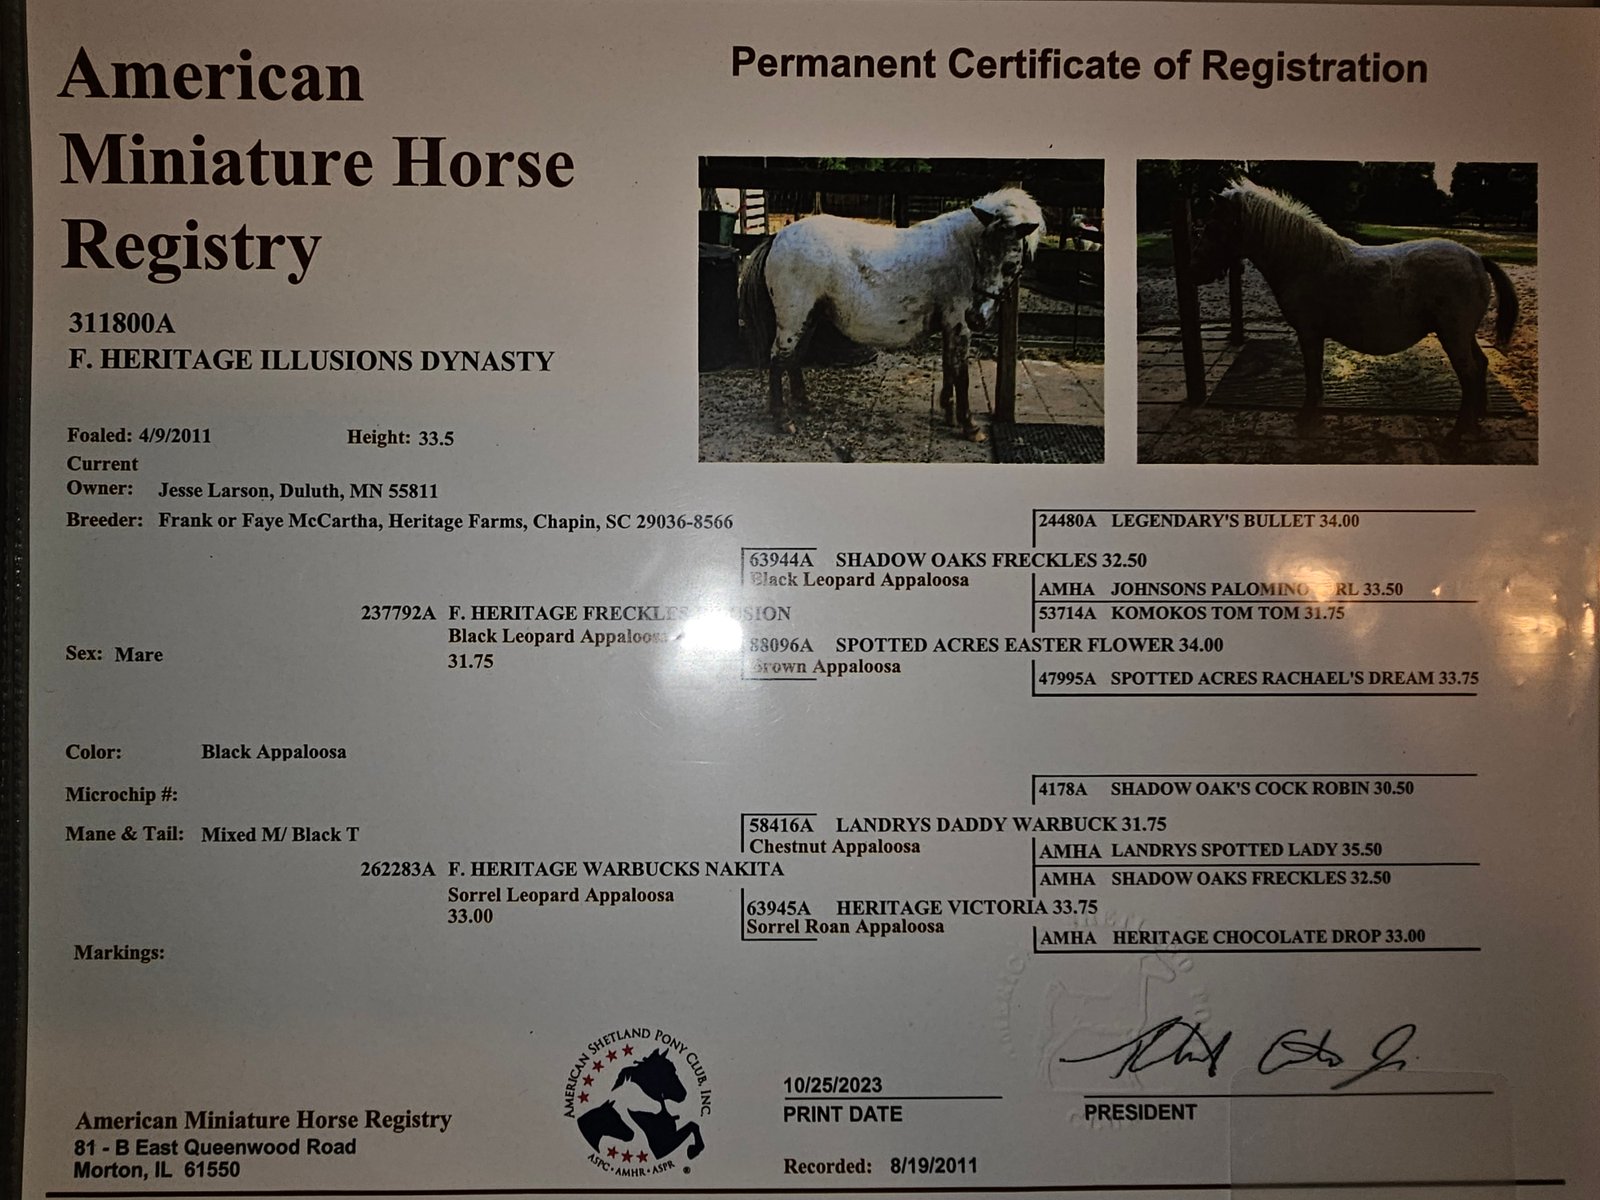 American
Miniature Horse
Registry
Permanent Certificate of Registration
311800A
F. HERITAGE ILLUSIONS DYNASTY
Foaled: 4/9/2011 Height: 33.5
Current
Owner: Jesse Larson, Duluth, MN 55811
Breeder: Frank or Faye McCartha, Heritage Farms, Chapin, SC 29036-8566
24480A LEGENDARY'S BULLET 34.00
63944A SHADOW OAKS FRECKLES 32.50
Black Leopard Appaloosa
AMHA JOHNSONS PALOMINO 33.50
237792A F. HERITAGE
53714A KOMOKOS TOM TOM 31.75
Black Leopard Appaloosa
88096A SPOTTED ACRES EASTER FLOWER 34.00
Sex: Mare
31.75
Brown Appaloosa
47995A SPOTTED ACRES RACHAEL'S DREAM 33.75
Color: Black Appaloosa
4178A SHADOW OAK'S COCK ROBIN 30.50
Microchip #:
58416A LANDRYS DADDY WARBUCK 31.75
Mane & Tail: Mixed M/ Black T
Chestnut Appaloosa
AMHA LANDRYS SPOTTED LADY 35.50
262283A F. HERITAGE WARBUCKS NAKITA
AMHA SHADOW OAKS FRECKLES 32.50
Sorrel Leopard Appaloosa
63945A HERITAGE VICTORIA 33.75
33.00
Sorrel Roan Appaloosa
AMHA HERITAGE CHOCOLATE DROP 33.00
Markings:
AMERICAN SHETLAND PONY CLUB, INC.
ASPC • AMHR • ASPR ®
10/25/2023
PRINT DATE
PRESIDENT
American Miniature Horse Registry
81 - B East Queenwood Road
Morton, IL 61550
Recorded: 8/19/2011